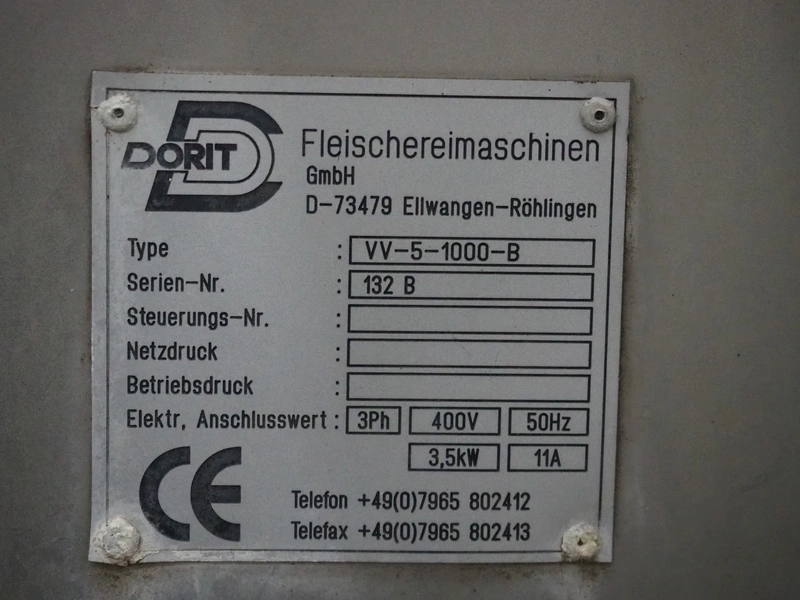 DORIT
Fleischereimaschinen
GmbH
D-73479 Ellwangen-Röhlingen
Type : VV-5-1000-B
Serien-Nr. : 132 B
Steuerungs-Nr. :
Netzdruck :
Betriebsdruck :
Elektr, Anschlusswert : 3Ph 400V 50Hz
3,5kW 11A
CE
Telefon +49(0)7965 802412
Telefax +49(0)7965 802413